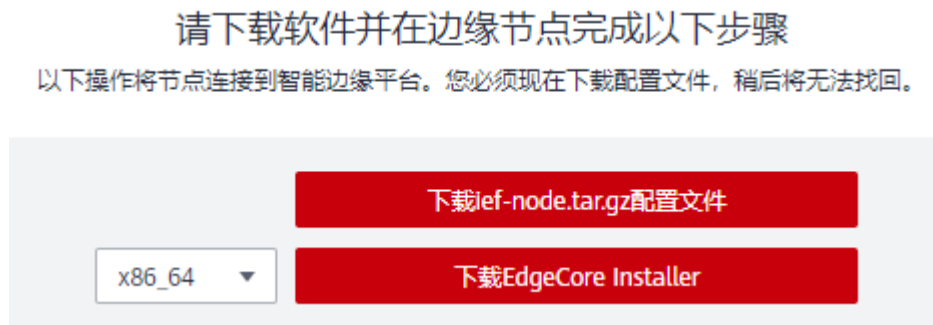 请下载软件并在边缘节点完成以下步骤
以下操作将节点连接到智能边缘平台。您必须现在下载配置文件，稍后将无法找回。
下载ief-node.tar.gz配置文件
x86_64
下载EdgeCore Installer